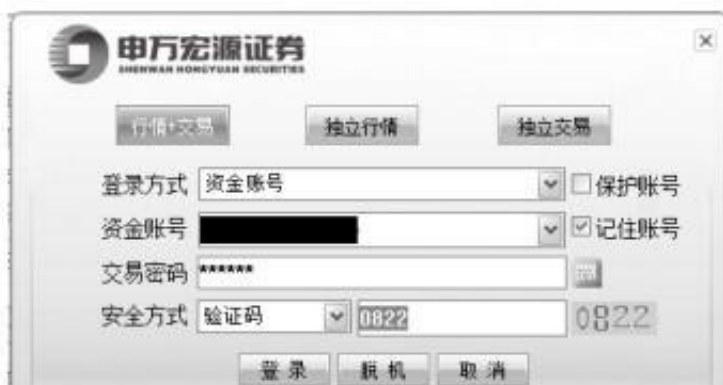 申万宏源证券
SHENWAN HONGYUAN SECURITIES
行情+交易 独立行情 独立交易
登录方式 资金账号 保护账号
资金账号 记住账号
交易密码 ******
安全方式 验证码 0822 0822
登录 脱机 取消